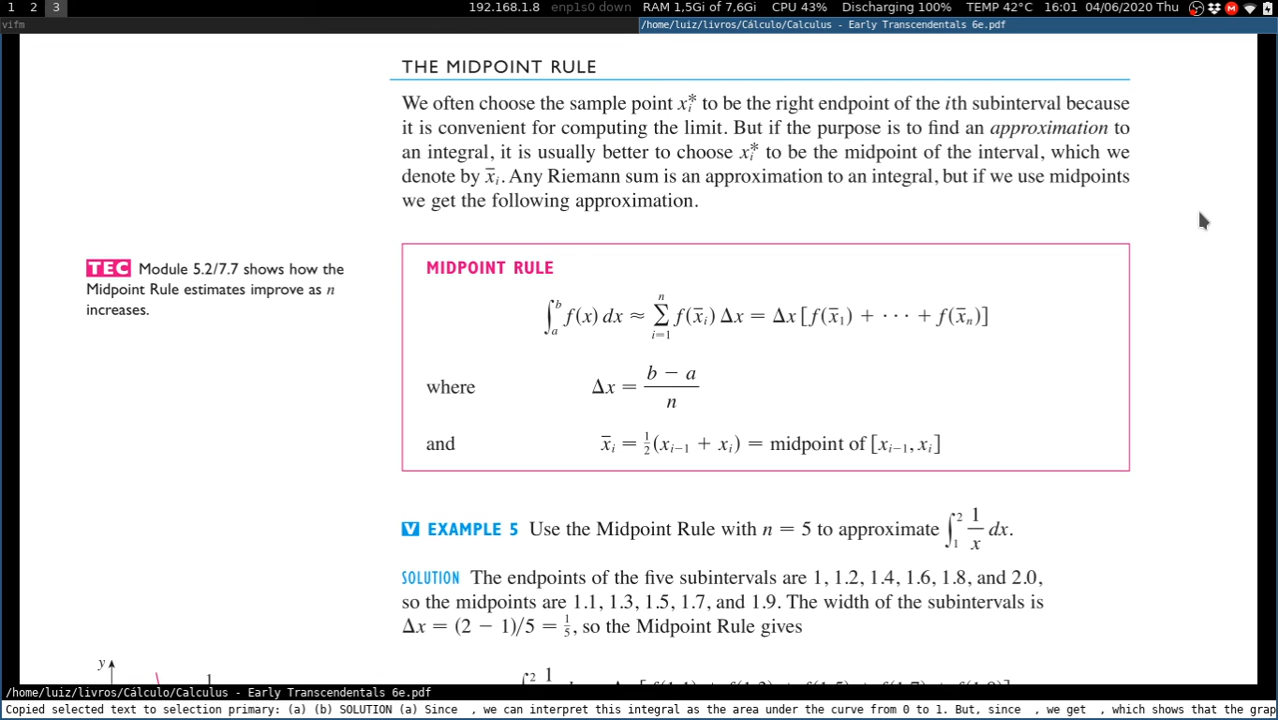 1 2 3 192.168.1.8 enp1s0 down RAM 1,5Gi of 7,6Gi CPU 43% Discharging 100% TEMP 42°C 16:01 04/06/2020 Thu
vifm /home/luiz/livros/Cálculo/Calculus - Early Transcendentals 6e.pdf
THE MIDPOINT RULE
We often choose the sample point xᵢ* to be the right endpoint of the ith subinterval because
it is convenient for computing the limit. But if the purpose is to find an approximation to
an integral, it is usually better to choose xᵢ* to be the midpoint of the interval, which we
denote by x̄ᵢ. Any Riemann sum is an approximation to an integral, but if we use midpoints
we get the following approximation.
TEC Module 5.2/7.7 shows how the
Midpoint Rule estimates improve as n
increases.
MIDPOINT RULE
∫ₐᵇ f(x) dx ≈ ∑ᵢ₌₁ⁿ f(x̄ᵢ) Δx = Δx [f(x̄₁) + ··· + f(x̄ₙ)]
where Δx = (b − a)/n
and x̄ᵢ = ½(xᵢ₋₁ + xᵢ) = midpoint of [xᵢ₋₁, xᵢ]
V EXAMPLE 5 Use the Midpoint Rule with n = 5 to approximate ∫₁² 1/x dx.
SOLUTION The endpoints of the five subintervals are 1, 1.2, 1.4, 1.6, 1.8, and 2.0,
so the midpoints are 1.1, 1.3, 1.5, 1.7, and 1.9. The width of the subintervals is
Δx = (2 − 1)/5 = ⅕, so the Midpoint Rule gives
y
/home/luiz/livros/Cálculo/Calculus - Early Transcendentals 6e.pdf
Copied selected text to selection primary: (a) (b) SOLUTION (a) Since , we can interpret this integral as the area under the curve from 0 to 1. But, since , we get , which shows that the grap